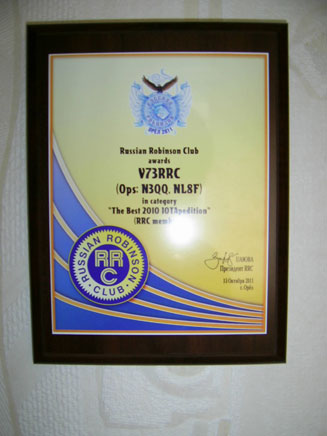 Russian Robinson Club
awards
V73RRC
(Ops: N3QQ, NL8F)
in category
"The Best 2010 IOTApedition"
(RRC
Президент RRC
RUSSIAN ROBINSON
RRC
CLUB